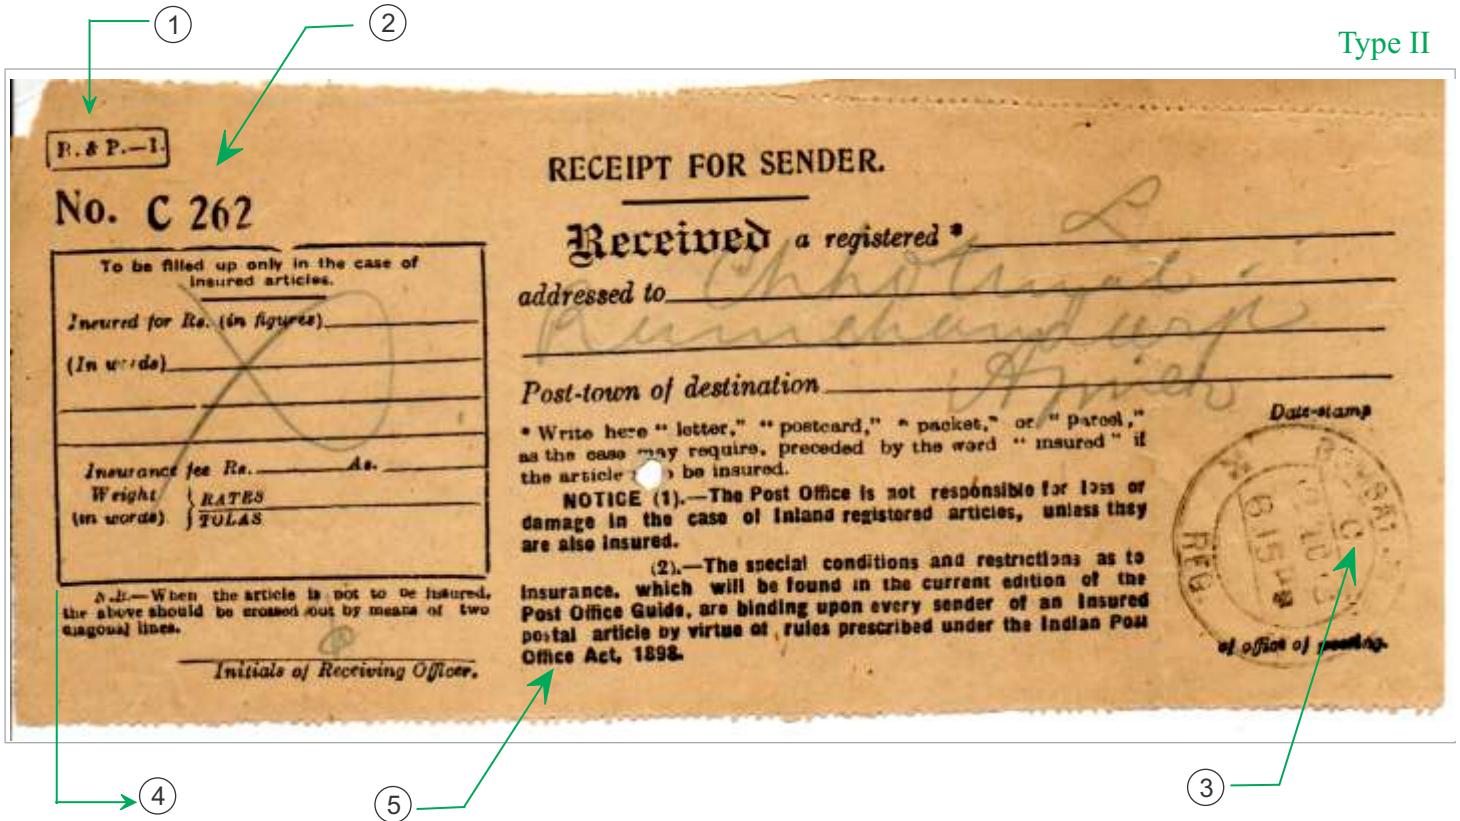 1
2
Type II
R. & P.—I.
No. C 262
To be filled up only in the case of
insured articles.
Insured for Rs. (in figures)
(In words)
Insurance fee Rs. As.
Weight RATES
(in words) TOLAS
N.B.—When the article is not to be insured,
the above should be crossed out by means of two
diagonal lines.
Initials of Receiving Officer.
RECEIPT FOR SENDER.
Received a registered *
L
addressed to Chhotmal
Post-town of destination
* Write here " letter," " postcard," " packet," or " parcel,"
as the case may require, preceded by the word " insured " if
the article to be insured.
NOTICE (1).—The Post Office is not responsible for loss or
damage in the case of Inland registered articles, unless they
are also insured.
(2).—The special conditions and restrictions as to
insurance, which will be found in the current edition of the
Post Office Guide, are binding upon every sender of an insured
postal article by virtue of rules prescribed under the Indian Post
Office Act, 1898.
Date-stamp
BOMBAY
REG.
6 15 PM
of office of posting.
3
4
5